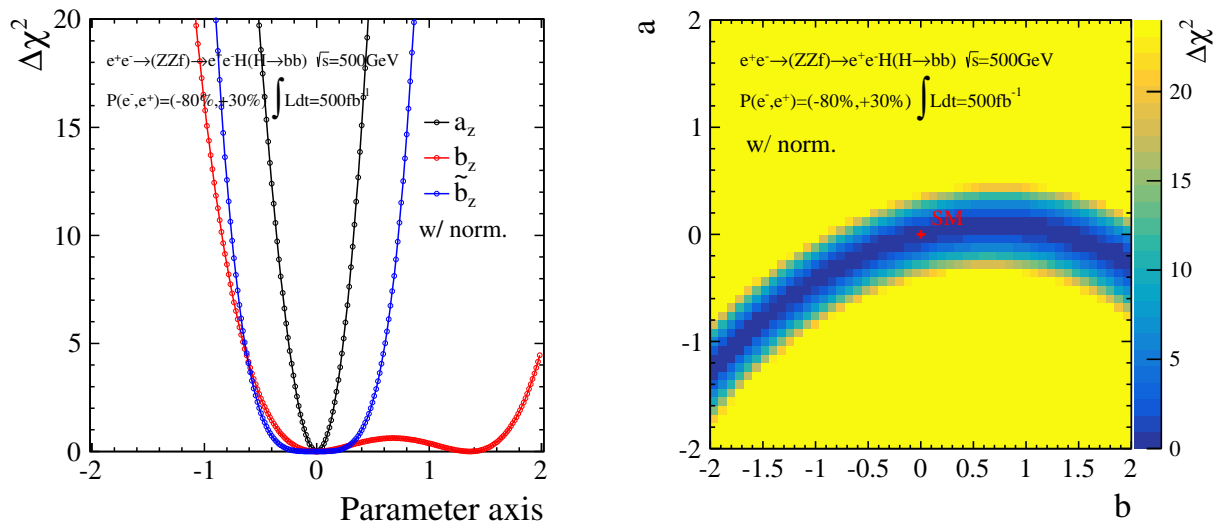 Δχ²
20
15
10
5
0
e⁺e⁻→(ZZf)→e⁺e⁻H(H→bb) √s=500GeV
P(e⁻,e⁺)=(-80%,+30%) ∫Ldt=500fb⁻¹
a_z
b_z
b̃_z
w/ norm.
-2 -1 0 1 2
Parameter axis
a
2
1
0
-1
-2
e⁺e⁻→(ZZf)→e⁺e⁻H(H→bb) √s=500GeV
P(e⁻,e⁺)=(-80%,+30%) ∫Ldt=500fb⁻¹
w/ norm.
SM
-2 -1.5 -1 -0.5 0 0.5 1 1.5 2
b
Δχ²
20
15
10
5
0